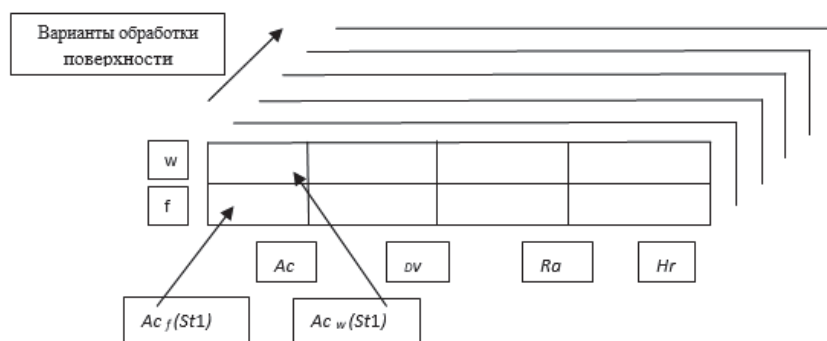 Варианты обработки
поверхности
w
f
Ac
DV
Ra
Hr
Ac f (St1)
Ac w (St1)